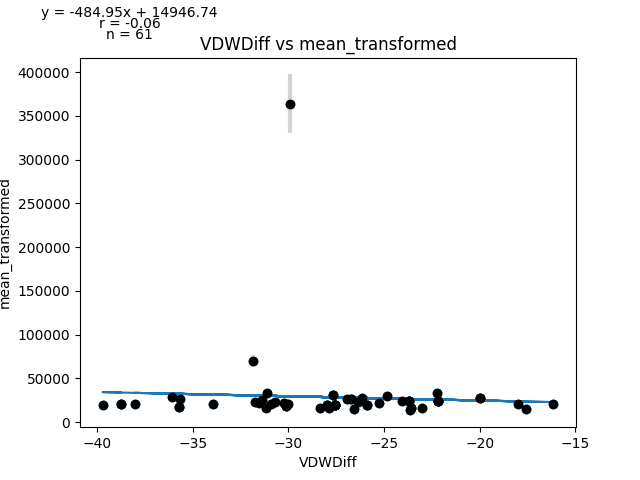 y = -484.95x + 14946.74
r = -0.06
n = 61
VDWDiff vs mean_transformed
400000
350000
300000
250000
200000
150000
100000
50000
0
mean_transformed
−40
−35
−30
−25
−20
−15
VDWDiff